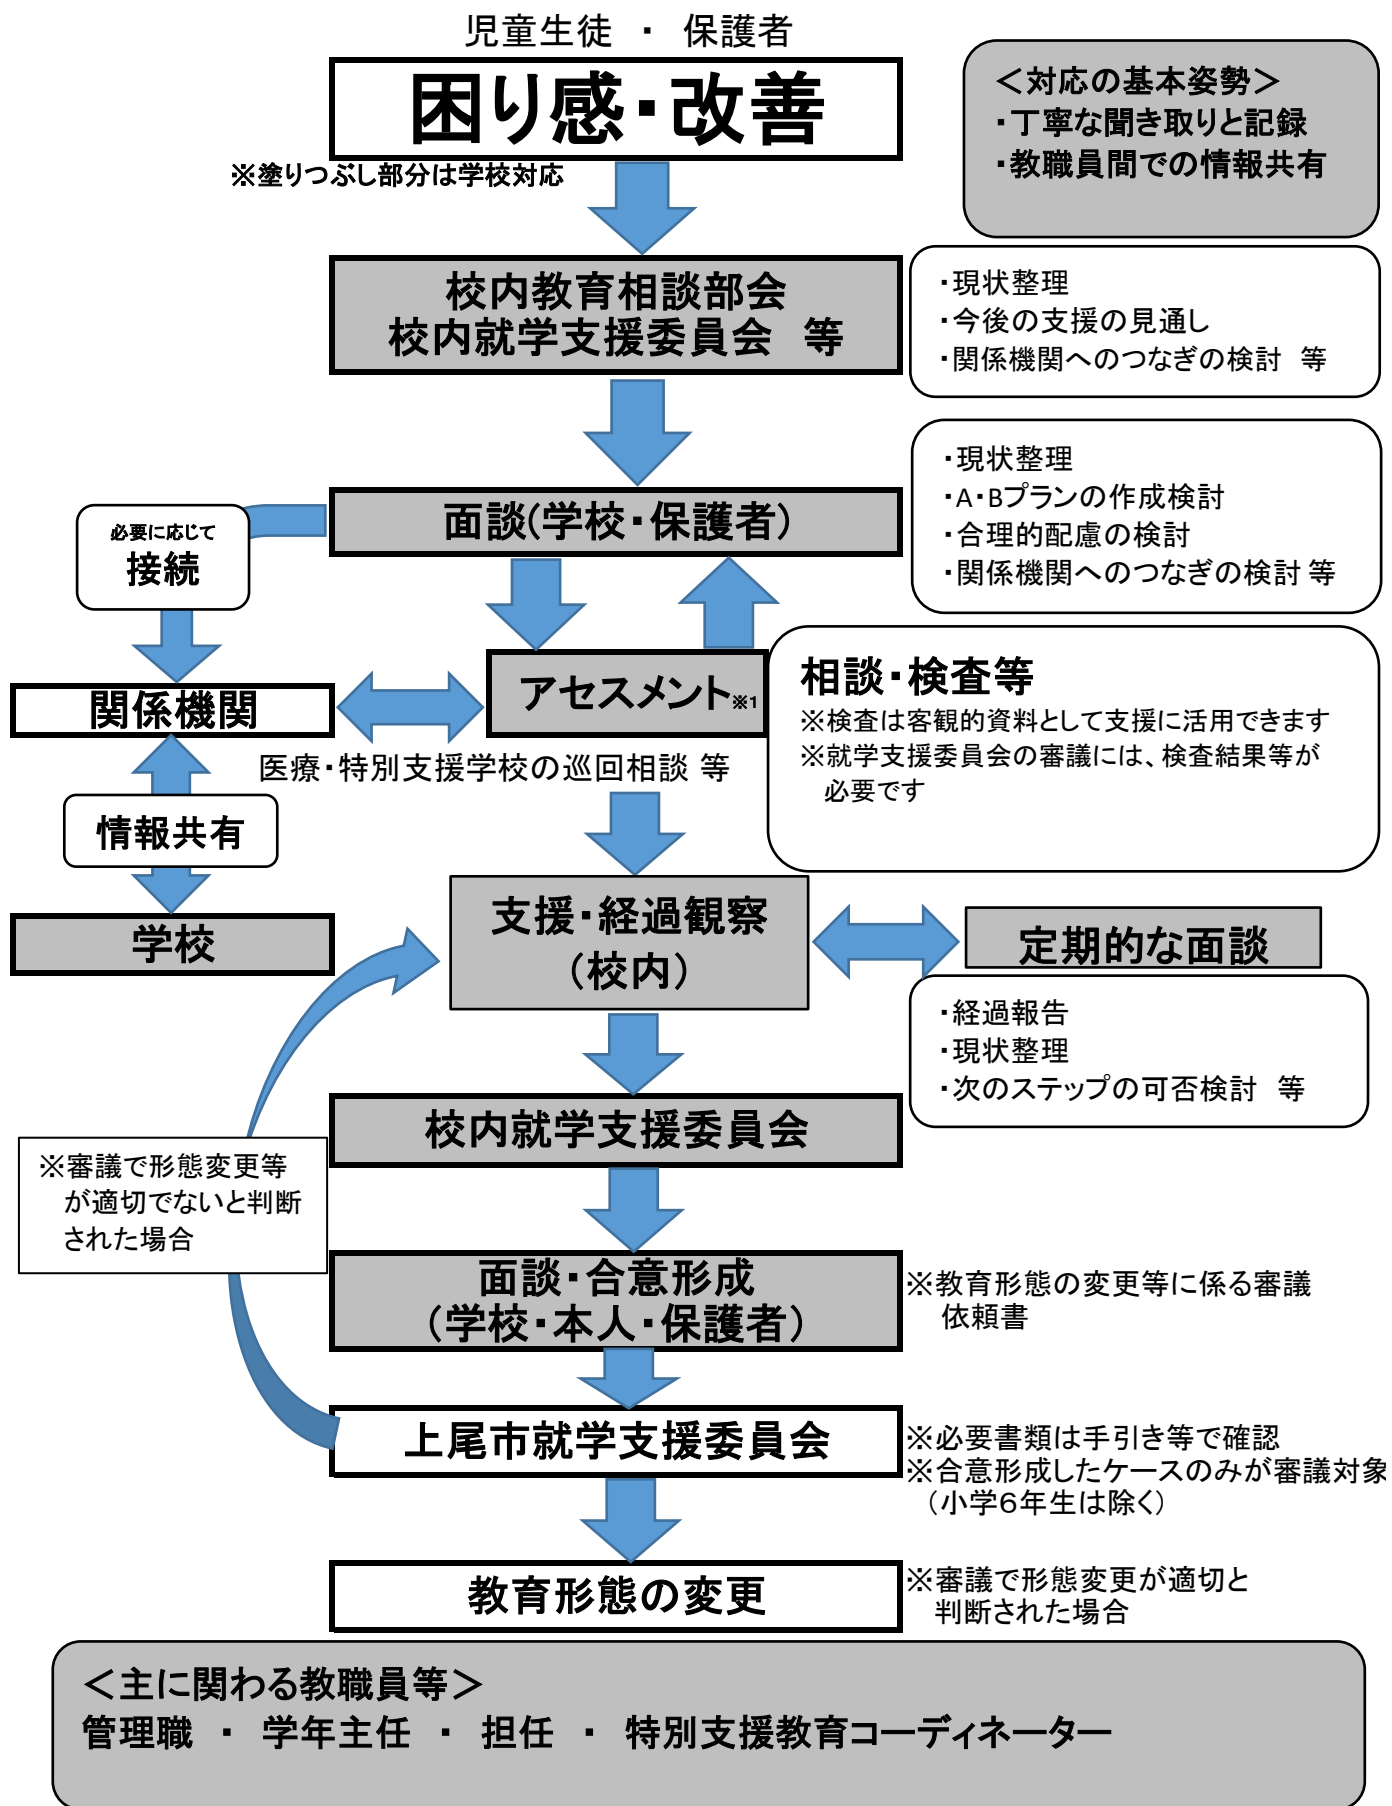 児童生徒　・　保護者
困り感・改善
※塗りつぶし部分は学校対応
＜対応の基本姿勢＞
・丁寧な聞き取りと記録
・教職員間での情報共有
校内教育相談部会
校内就学支援委員会　等
・現状整理
・今後の支援の見通し
・関係機関へのつなぎの検討　等
面談(学校・保護者)
・現状整理
・A・Bプランの作成検討
・合理的配慮の検討
・関係機関へのつなぎの検討 等
必要に応じて
接続
関係機関
アセスメント※1
医療・特別支援学校の巡回相談 等
相談・検査等
※検査は客観的資料として支援に活用できます
※就学支援委員会の審議には、検査結果等が
必要です
情報共有
学校
支援・経過観察
（校内）
定期的な面談
・経過報告
・現状整理
・次のステップの可否検討　等
校内就学支援委員会
※審議で形態変更等
が適切でないと判断
された場合
面談・合意形成
（学校・本人・保護者）
※教育形態の変更等に係る審議
依頼書
上尾市就学支援委員会
※必要書類は手引き等で確認
※合意形成したケースのみが審議対象
（小学６年生は除く）
教育形態の変更
※審議で形態変更が適切と
判断された場合
＜主に関わる教職員等＞
管理職　・　学年主任　・　担任　・　特別支援教育コーディネーター